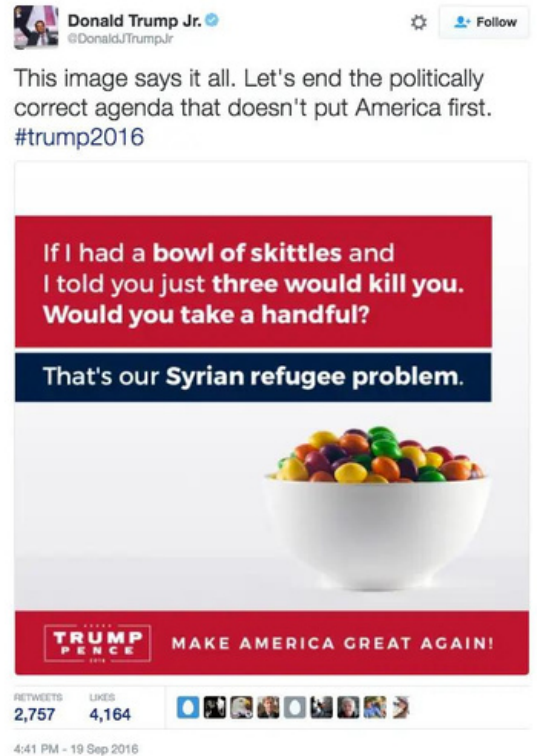 Donald Trump Jr.
@DonaldJTrumpJr
Follow
This image says it all. Let's end the politically
correct agenda that doesn't put America first.
#trump2016
If I had a bowl of skittles and
I told you just three would kill you.
Would you take a handful?
That's our Syrian refugee problem.
TRUMP
PENCE
2016
MAKE AMERICA GREAT AGAIN!
RETWEETS
LIKES
2,757
4,164
4:41 PM - 19 Sep 2016